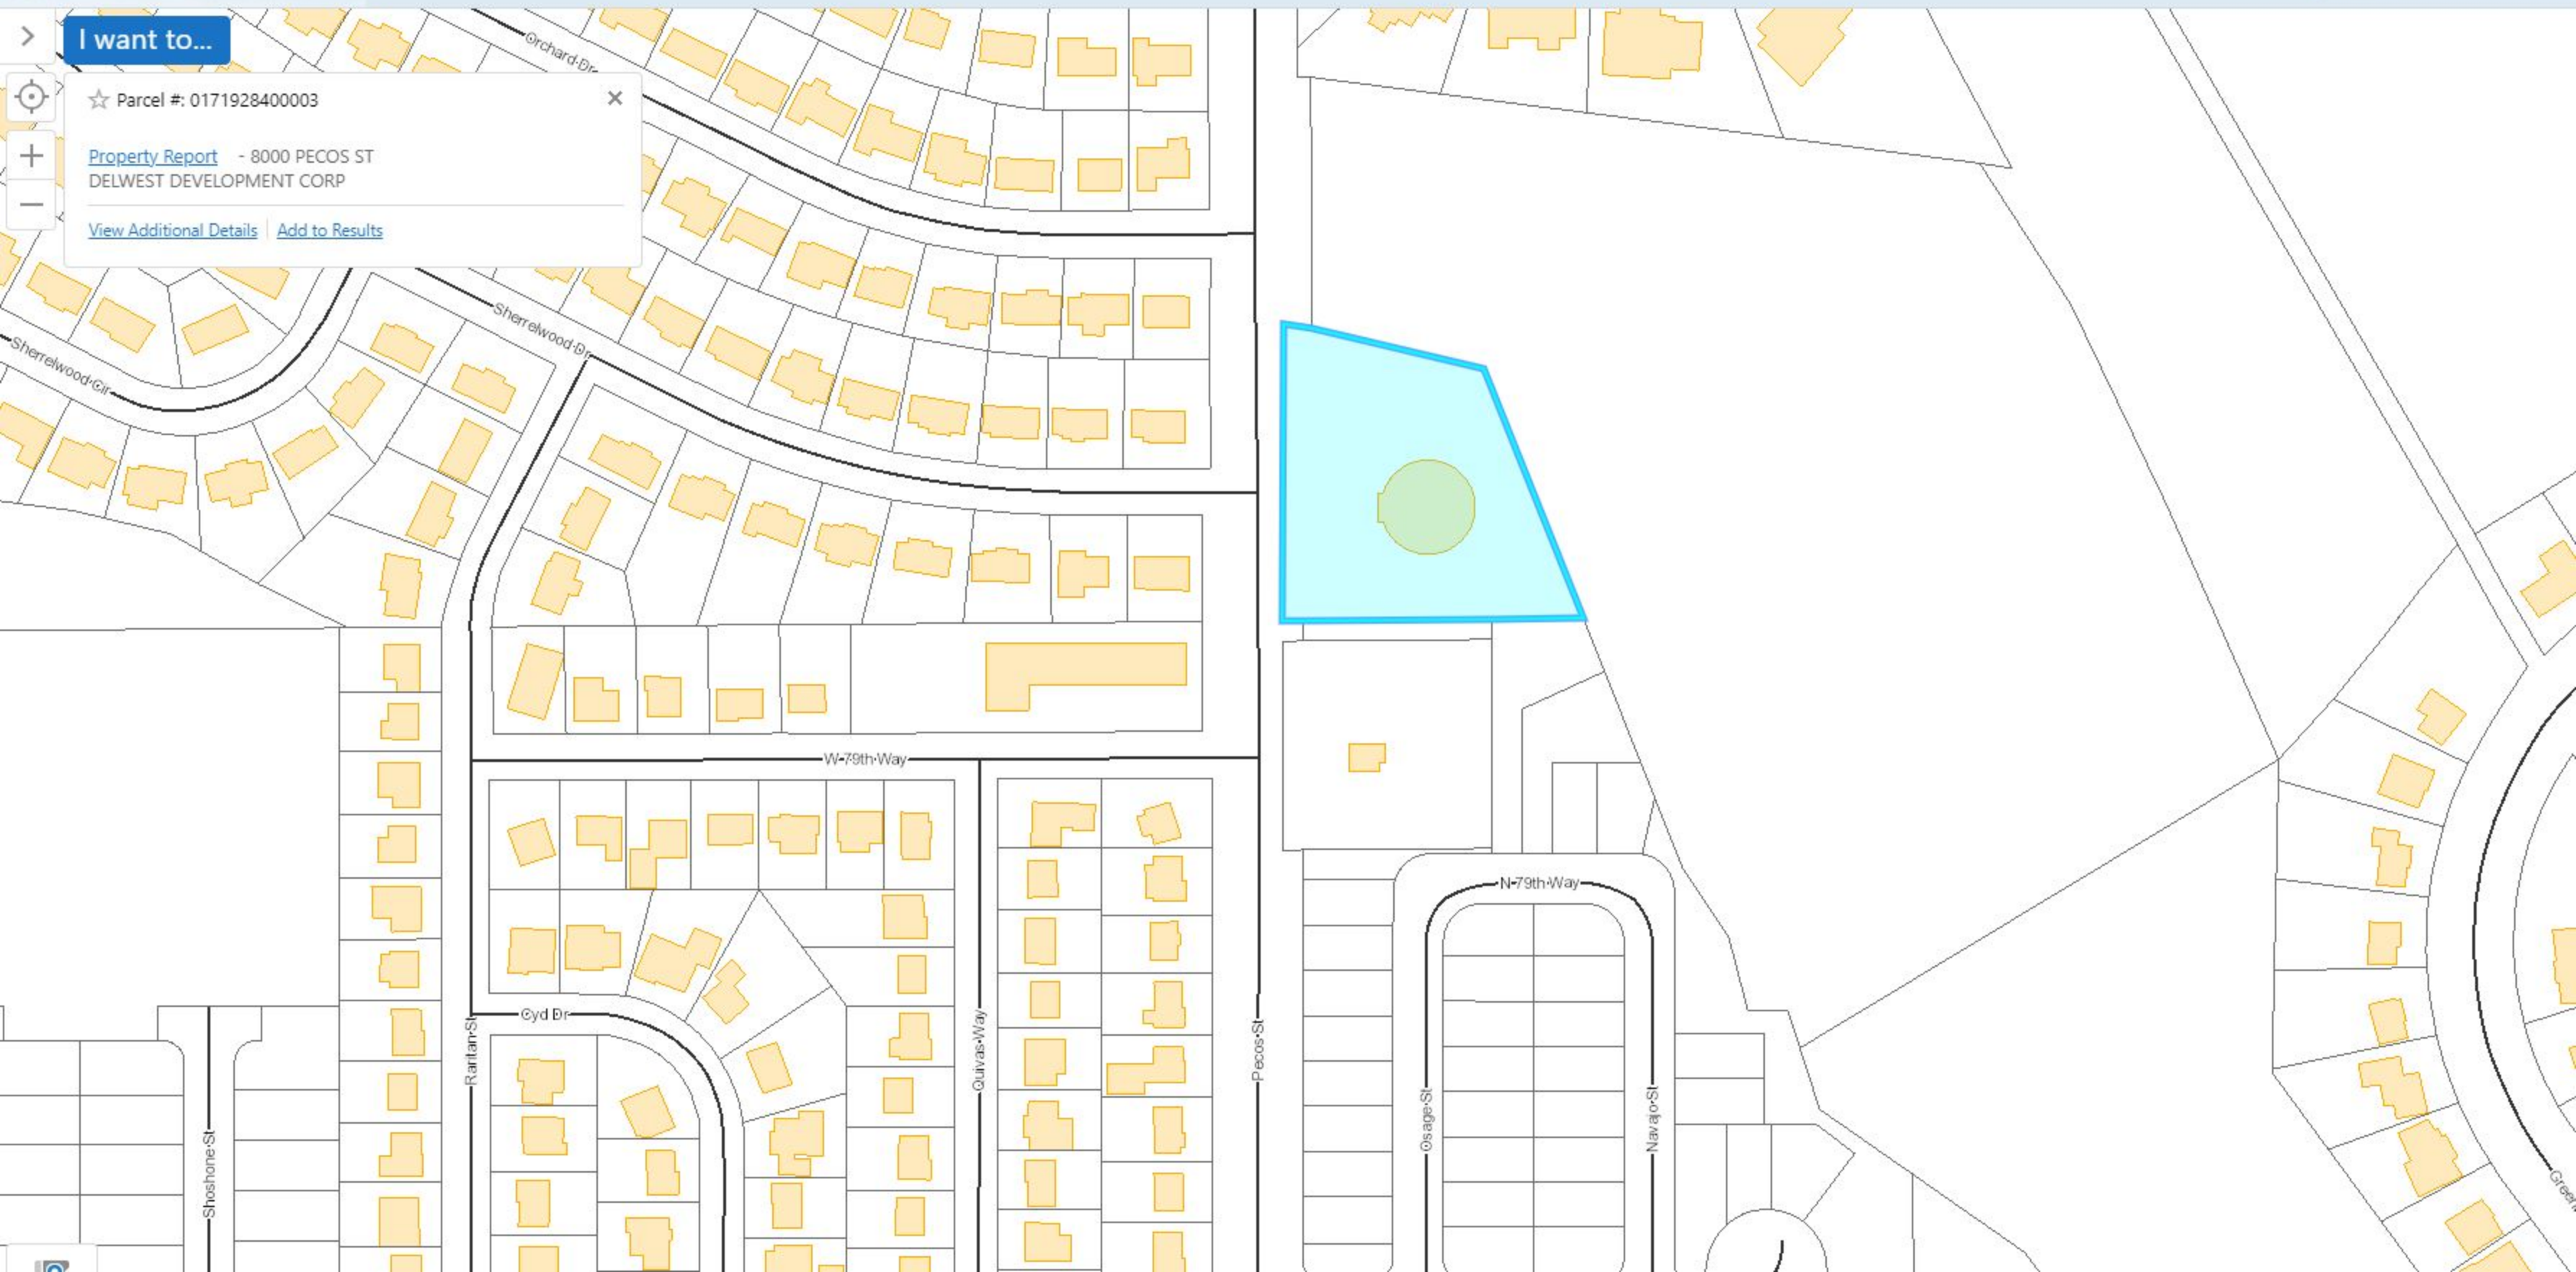 I want to...
Parcel #: 0171928400003
Property Report - 8000 PECOS ST
DELWEST DEVELOPMENT CORP
View Additional Details
Add to Results
Orchard Dr
Sherrelwood Dr
Sherrelwood Cir
W 79th Way
N 79th Way
Cyd Dr
Raritan St
Quivas Way
Pecos St
Osage St
Navajo St
Shoshone St